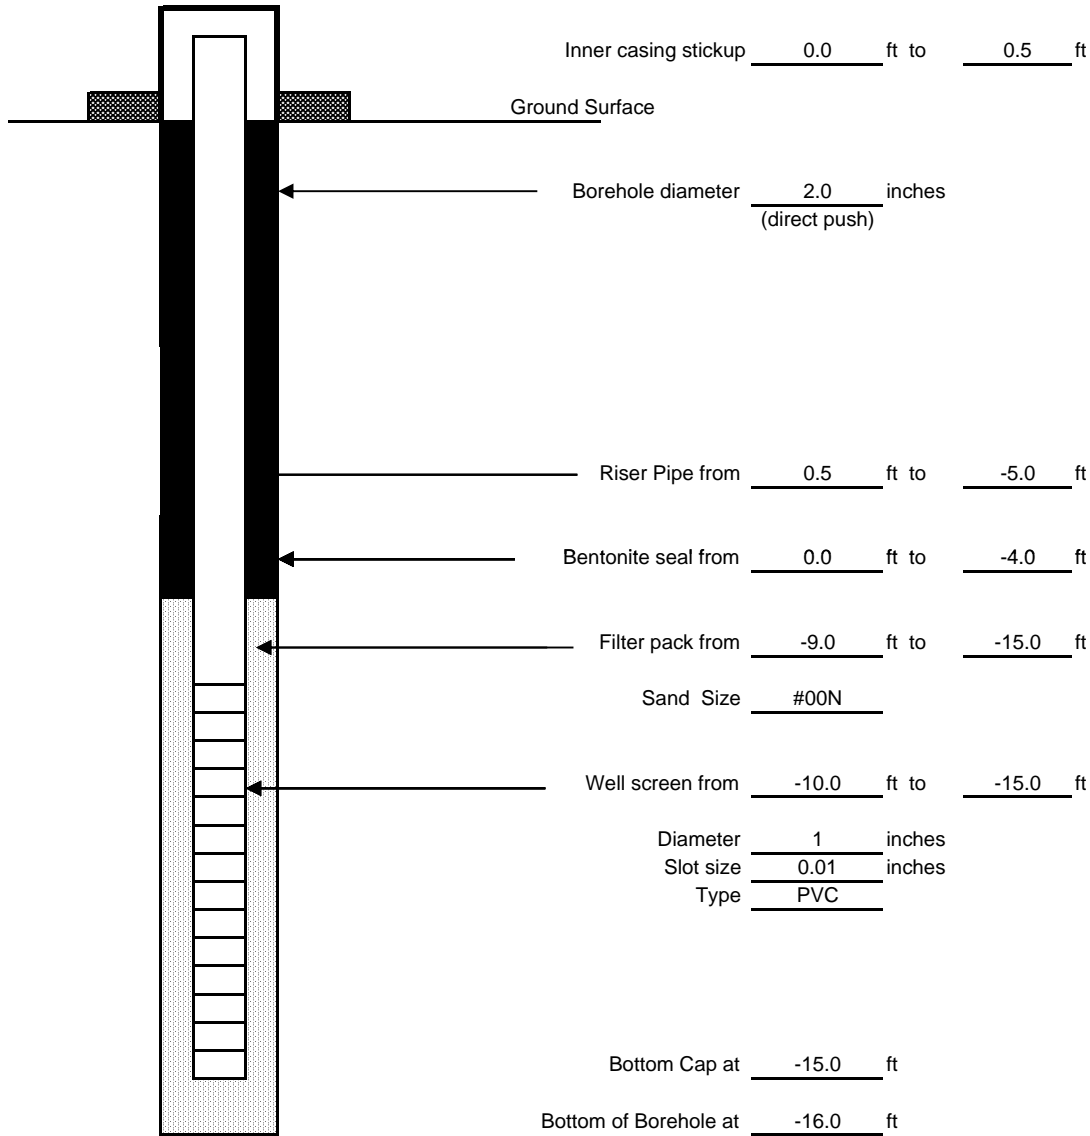 Inner casing stickup 0.0 ft to 0.5 ft
Ground Surface
Borehole diameter 2.0 inches
(direct push)
Riser Pipe from 0.5 ft to -5.0 ft
Bentonite seal from 0.0 ft to -4.0 ft
Filter pack from -9.0 ft to -15.0 ft
Sand Size #00N
Well screen from -10.0 ft to -15.0 ft
Diameter 1 inches
Slot size 0.01 inches
Type PVC
Bottom Cap at -15.0 ft
Bottom of Borehole at -16.0 ft